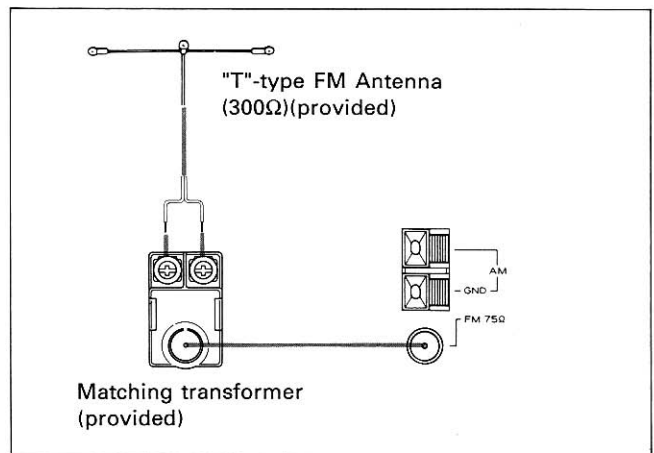 "T"-type FM Antenna
(300Ω)(provided)
AM
GND
FM 75Ω
Matching transformer
(provided)